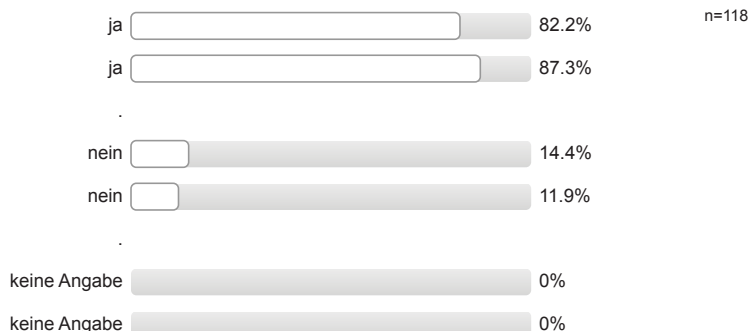 ja 82.2% n=118
ja 87.3%
.
nein 14.4%
nein 11.9%
.
keine Angabe 0%
keine Angabe 0%